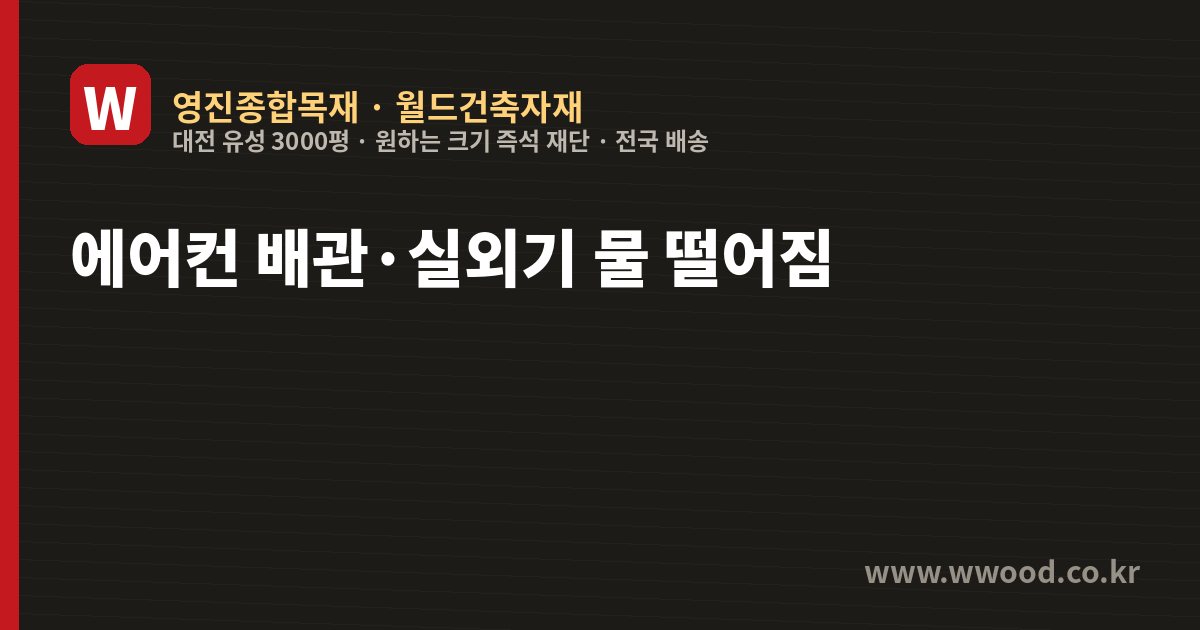 W
영진종합목재 · 월드건축자재
대전 유성 3000평 · 원하는 크기 즉석 재단 · 전국 배송
에어컨 배관·실외기 물 떨어짐
www.wwood.co.kr